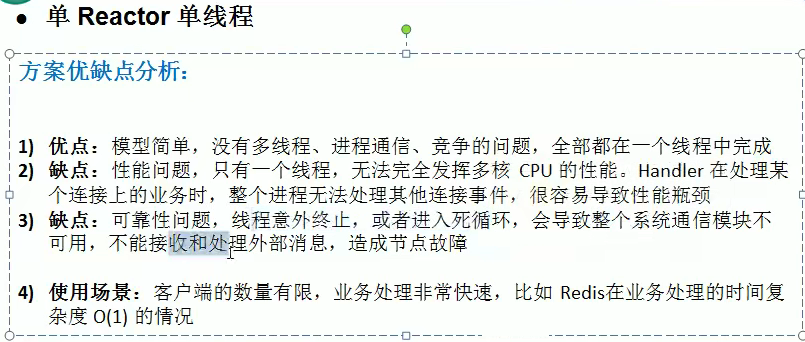 ● 单 Reactor 单线程
方案优缺点分析：
1) 优点：模型简单，没有多线程、进程通信、竞争的问题，全部都在一个线程中完成
2) 缺点：性能问题，只有一个线程，无法完全发挥多核 CPU 的性能。Handler 在处理某
个连接上的业务时，整个进程无法处理其他连接事件，很容易导致性能瓶颈
3) 缺点：可靠性问题，线程意外终止，或者进入死循环，会导致整个系统通信模块不
可用，不能接收和处理外部消息，造成节点故障
4) 使用场景：客户端的数量有限，业务处理非常快速，比如 Redis在业务处理的时间复
杂度 O(1) 的情况